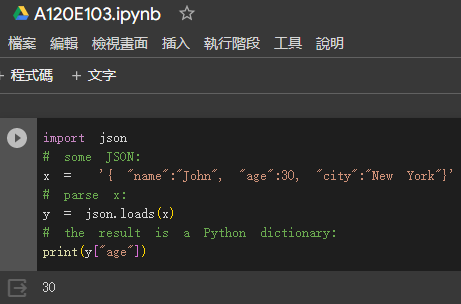 A120E103.ipynb
檔案 編輯 檢視畫面 插入 執行階段 工具 說明
+ 程式碼 + 文字
import json
# some JSON:
x = '{ "name":"John", "age":30, "city":"New York"}'
# parse x:
y = json.loads(x)
# the result is a Python dictionary:
print(y["age"])
30